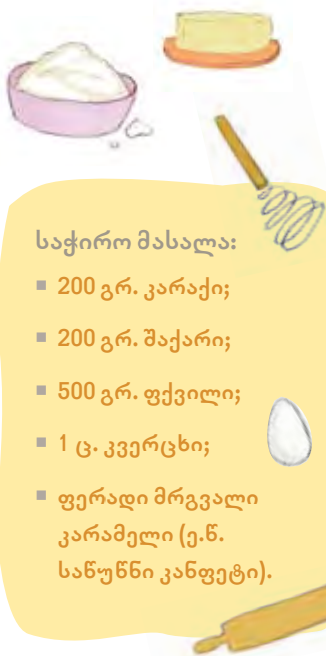 საჭირო მასალა:
▪ 200 გრ. კარაქი;
▪ 200 გრ. შაქარი;
▪ 500 გრ. ფქვილი;
▪ 1 ც. კვერცხი;
▪ ფერადი მრგვალი
კარამელი (ე.წ.
საწუწნი კანფეტი).